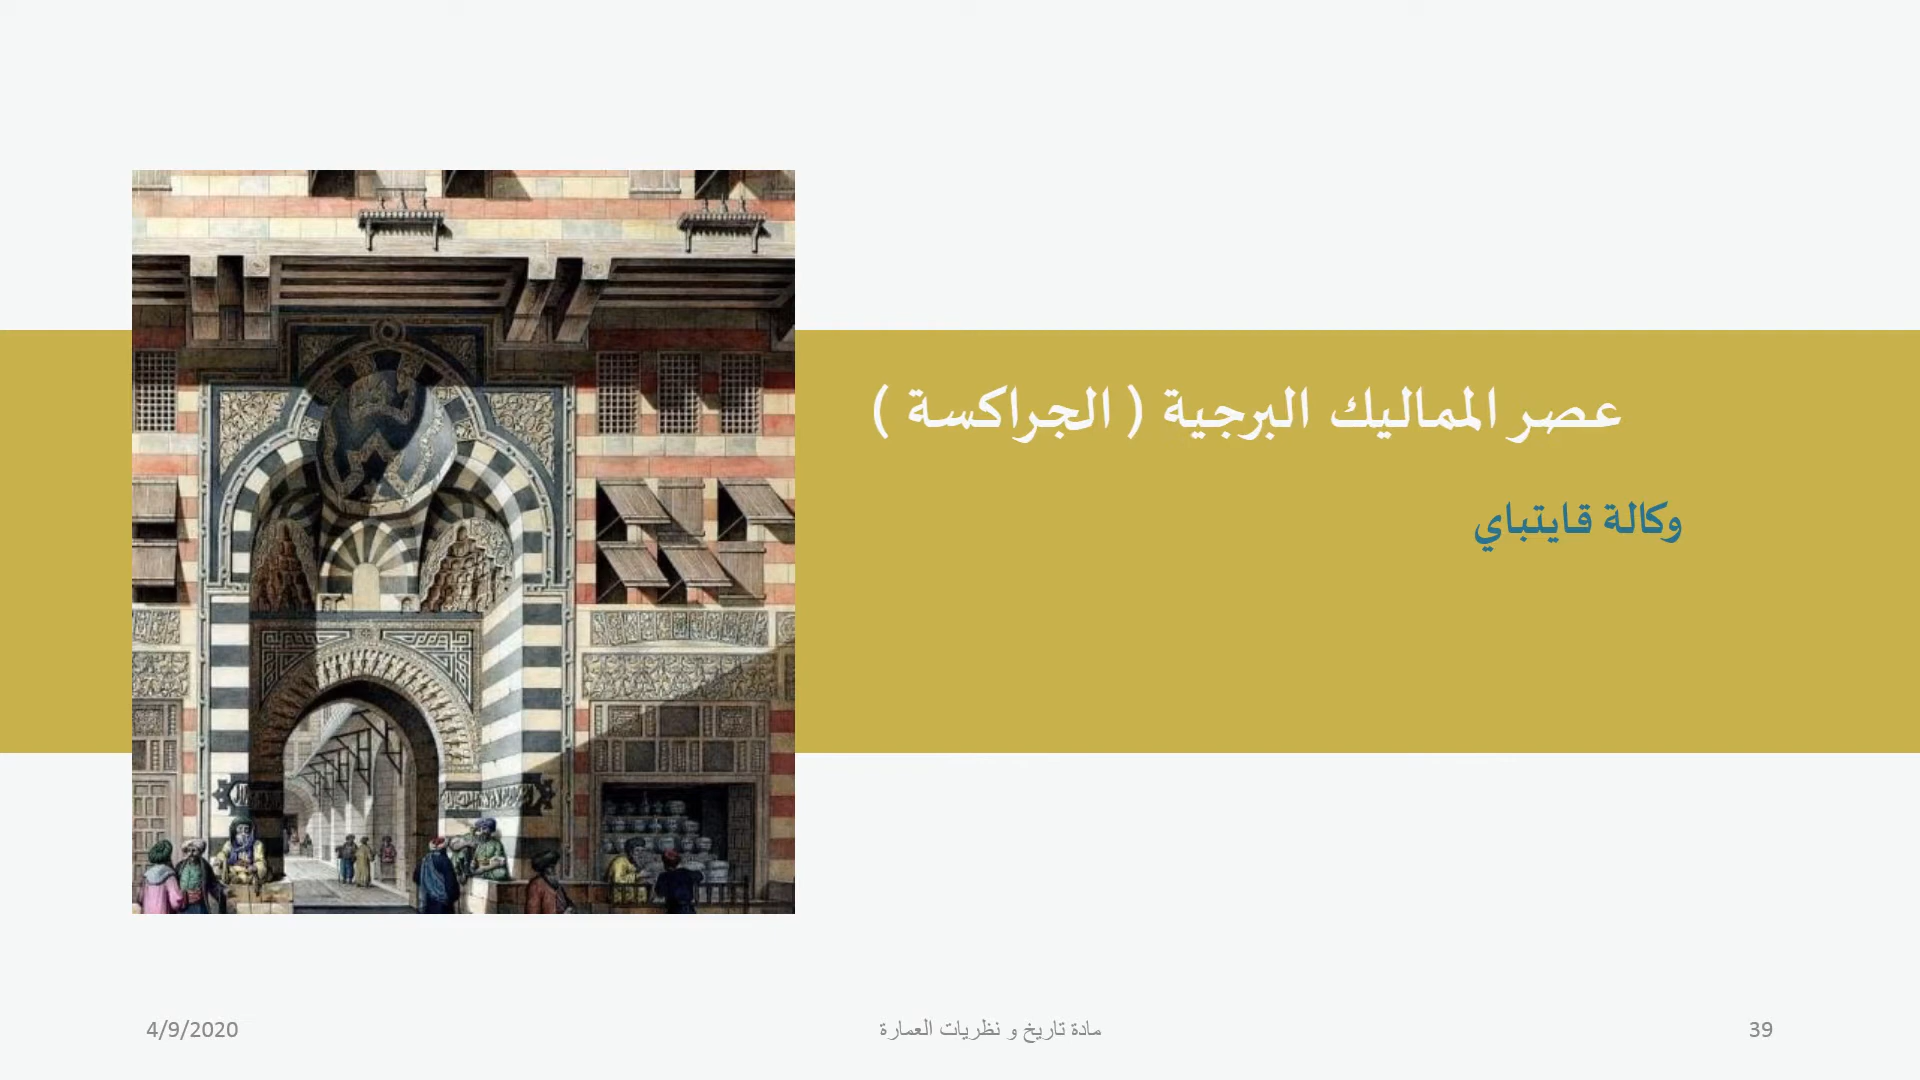 عصر المماليك البرجية ( الجراكسة )
وكالة قايتباي
4/9/2020
مادة تاريخ و نظريات العمارة
39